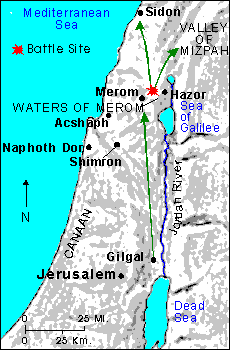 Mediterranean
Sea
Sidon
Battle Site
VALLEY
OF
MIZPAH
Merom
Hazor
WATERS OF MEROM
Sea
of
Galilee
Acshaph
Naphoth Dor
Shimron
N
CANAAN
Jordan River
Gilgal
Jerusalem
Dead
Sea
0 25 Mi.
0 25 Km.